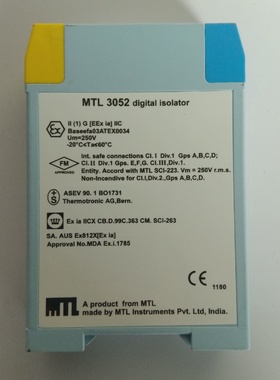 MTL 3052 digital isolator
II (1) G [EEx ia] IIC
Baseefa03ATEX0034
Um=250V
-20°C≤Ta≤60°C
Int. safe connections Cl. I Div.1 Gps A,B,C,D;
Cl. II Div.1 Gps. E,F,G. Cl.III,Div.1.
Entity. Accord with MTL SCI-223. Vm = 250V r.m.s.
Non-Incendive for Cl.I,Div.2.,Gps A,B,C,D.
FM
APPROVED
ASEV 90. 1 BO1731
Thermotronic AG,Bern.
Ex ia IICX CB.D.99C.363 CM. SCI-263
SA. AUS Ex812X[Ex ia]
Approval No.MDA Ex.i.1785
CE
1180
MTL
A product from MTL
made by MTL Instruments Pvt. Ltd, India.